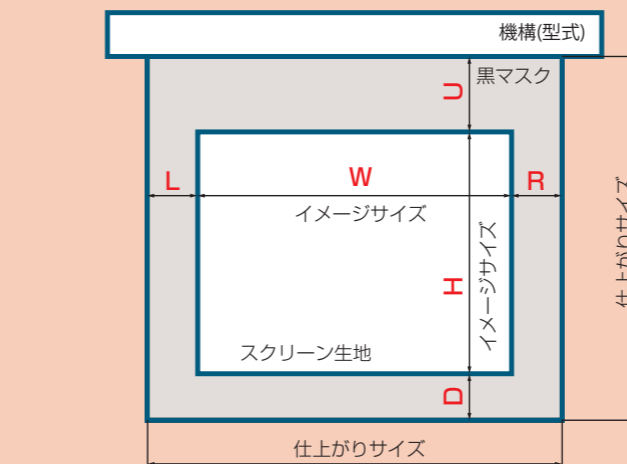 機構(型式)
黒マスク
U
L
W
R
イメージサイズ
H
イメージサイズ
スクリーン生地
D
仕上がりサイズ
仕上がりサイズ